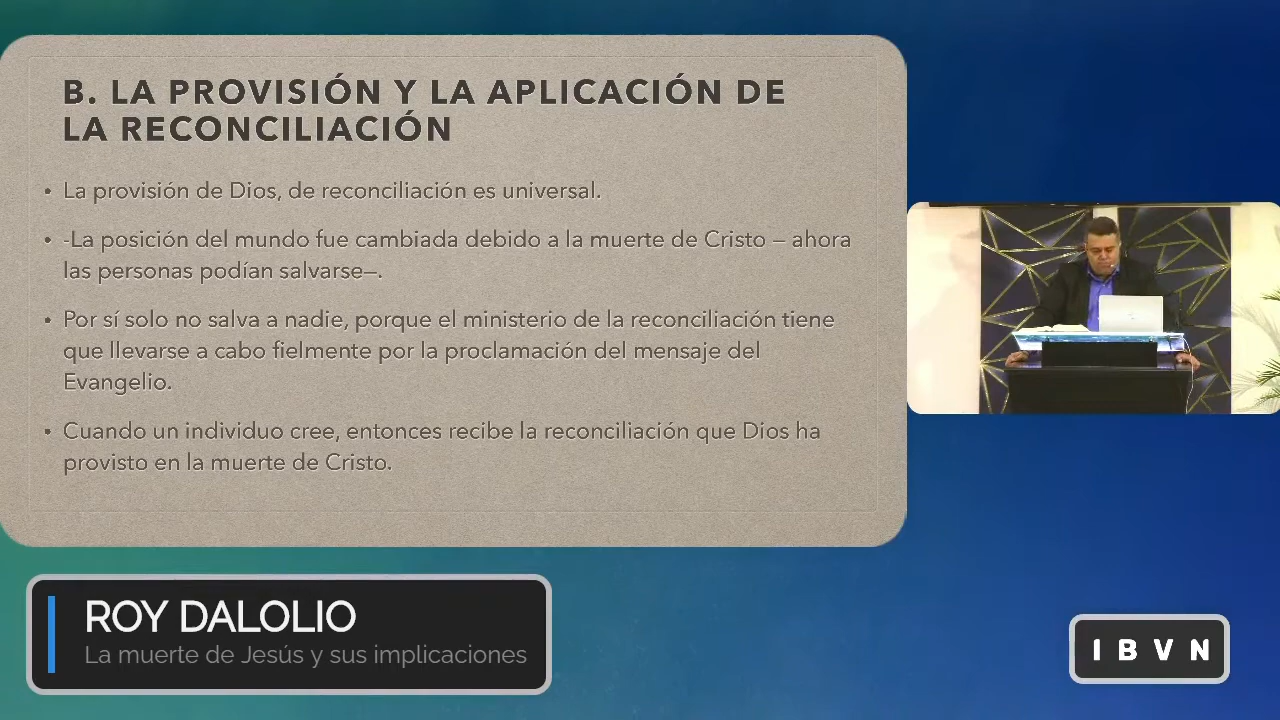 B. LA PROVISIÓN Y LA APLICACIÓN DE
LA RECONCILIACIÓN
• La provisión de Dios, de reconciliación es universal.
• -La posición del mundo fue cambiada debido a la muerte de Cristo — ahora
las personas podían salvarse—.
• Por sí solo no salva a nadie, porque el ministerio de la reconciliación tiene
que llevarse a cabo fielmente por la proclamación del mensaje del
Evangelio.
• Cuando un individuo cree, entonces recibe la reconciliación que Dios ha
provisto en la muerte de Cristo.
ROY DALOLIO
La muerte de Jesús y sus implicaciones
IBVN